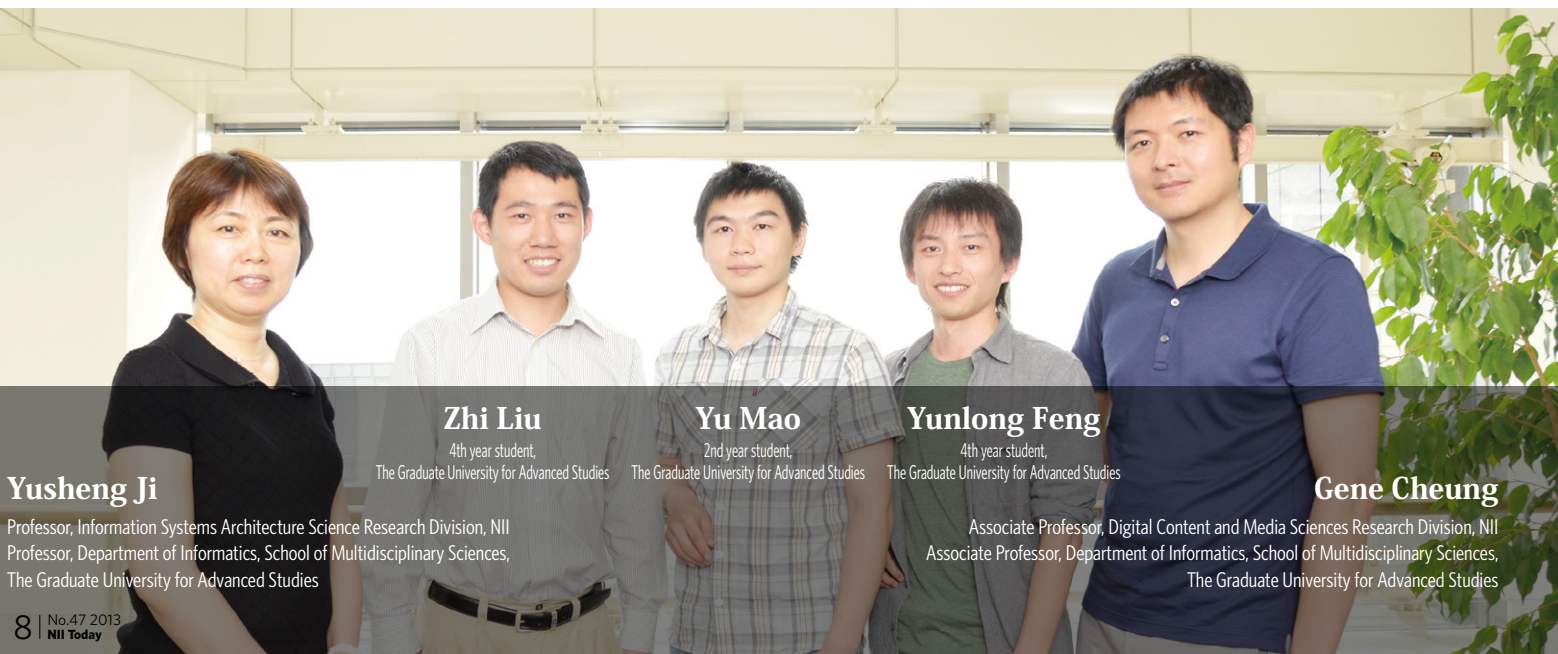 Yusheng Ji
Professor, Information Systems Architecture Science Research Division, NII
Professor, Department of Informatics, School of Multidisciplinary Sciences,
The Graduate University for Advanced Studies
Zhi Liu
4th year student,
The Graduate University for Advanced Studies
Yu Mao
2nd year student,
The Graduate University for Advanced Studies
Yunlong Feng
4th year student,
The Graduate University for Advanced Studies
Gene Cheung
Associate Professor, Digital Content and Media Sciences Research Division, NII
Associate Professor, Department of Informatics, School of Multidisciplinary Sciences,
The Graduate University for Advanced Studies
8 | No.47 2013
NII Today